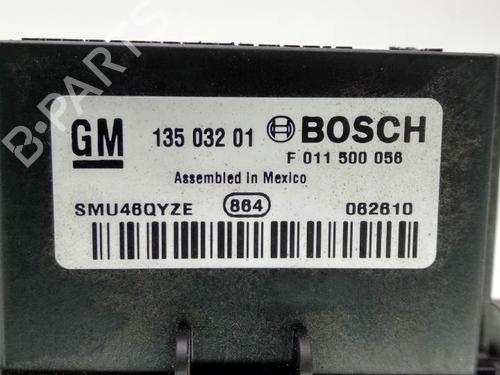 GM 135 032 01 BOSCH
F 011 500 056
Assembled in Mexico
SMU46QYZE 864 062610
B-PARTS